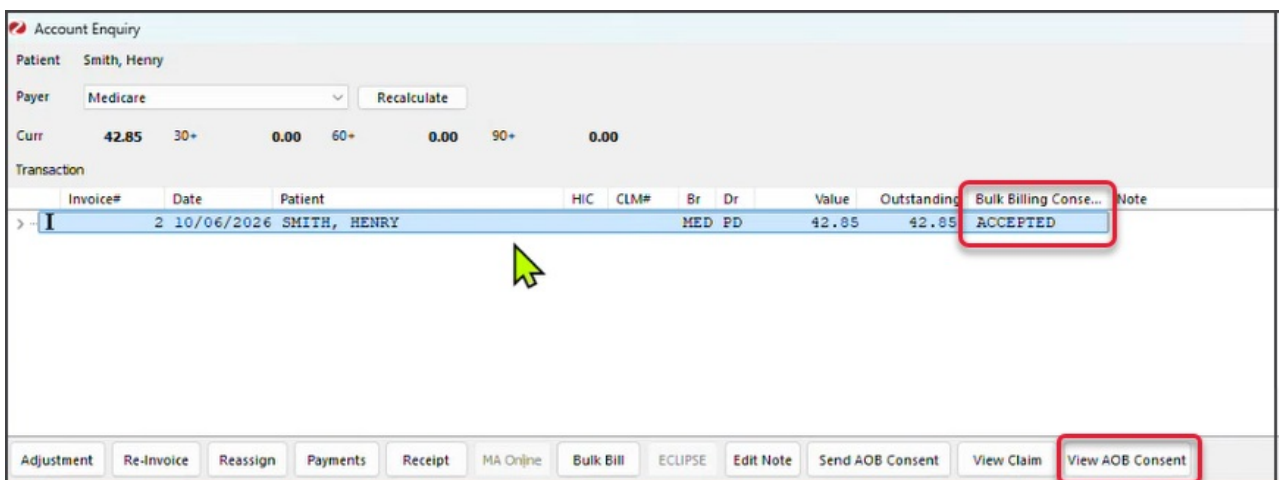 Account Enquiry
Patient Smith, Henry
Payer Medicare Recalculate
Curr 42.85 30+ 0.00 60+ 0.00 90+ 0.00
Transaction
Invoice# Date Patient HIC CLM# Br Dr Value Outstanding Bulk Billing Conse... Note
I 2 10/06/2026 SMITH, HENRY MED PD 42.85 42.85 ACCEPTED
Adjustment Re-Invoice Reassign Payments Receipt MA Online Bulk Bill ECLIPSE Edit Note Send AOB Consent View Claim View AOB Consent